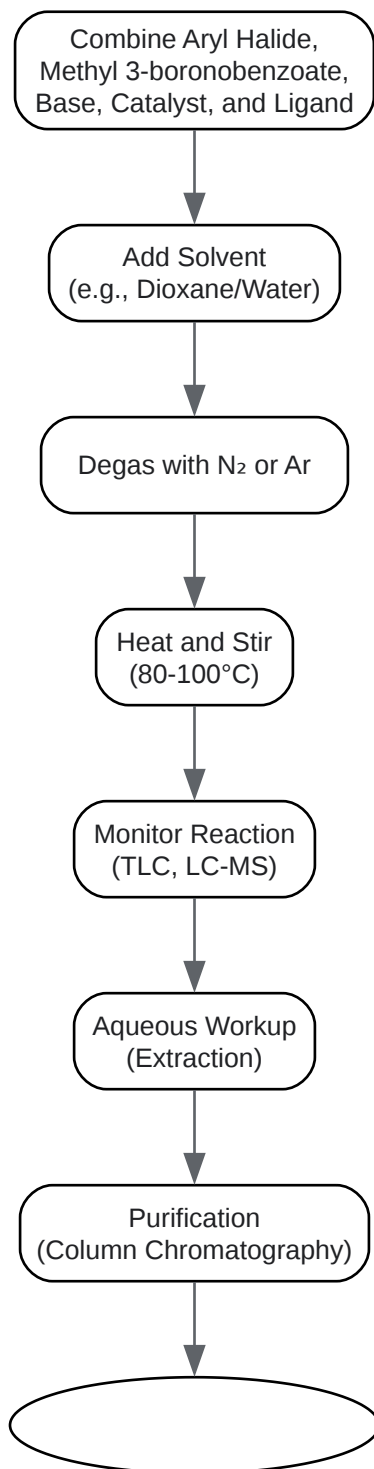 Combine Aryl Halide,
Methyl 3-boronobenzoate,
Base, Catalyst, and Ligand
Add Solvent
(e.g., Dioxane/Water)
Degas with N₂ or Ar
Heat and Stir
(80-100°C)
Monitor Reaction
(TLC, LC-MS)
Aqueous Workup
(Extraction)
Purification
(Column Chromatography)